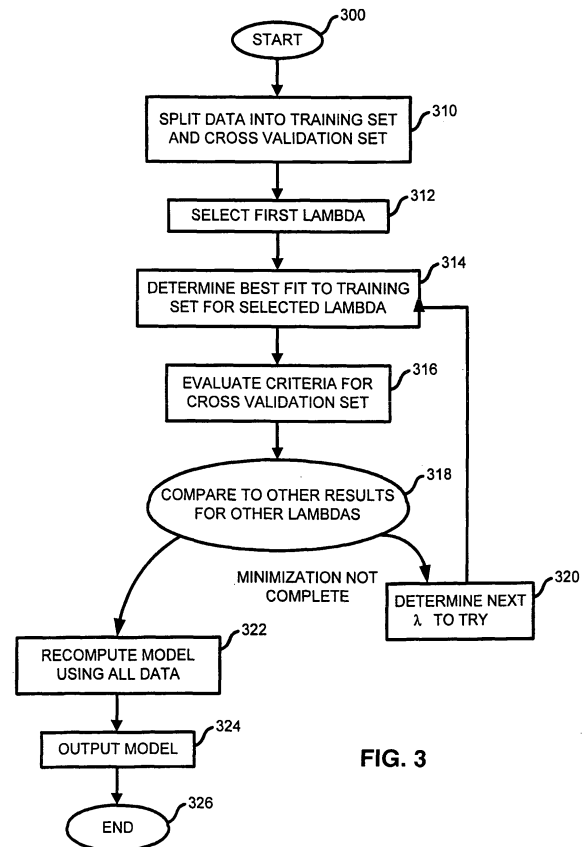 300
START
310
SPLIT DATA INTO TRAINING SET
AND CROSS VALIDATION SET
312
SELECT FIRST LAMBDA
314
DETERMINE BEST FIT TO TRAINING
SET FOR SELECTED LAMBDA
316
EVALUATE CRITERIA FOR
CROSS VALIDATION SET
318
COMPARE TO OTHER RESULTS
FOR OTHER LAMBDAS
MINIMIZATION NOT
COMPLETE
320
DETERMINE NEXT
λ TO TRY
322
RECOMPUTE MODEL
USING ALL DATA
324
OUTPUT MODEL
FIG. 3
326
END